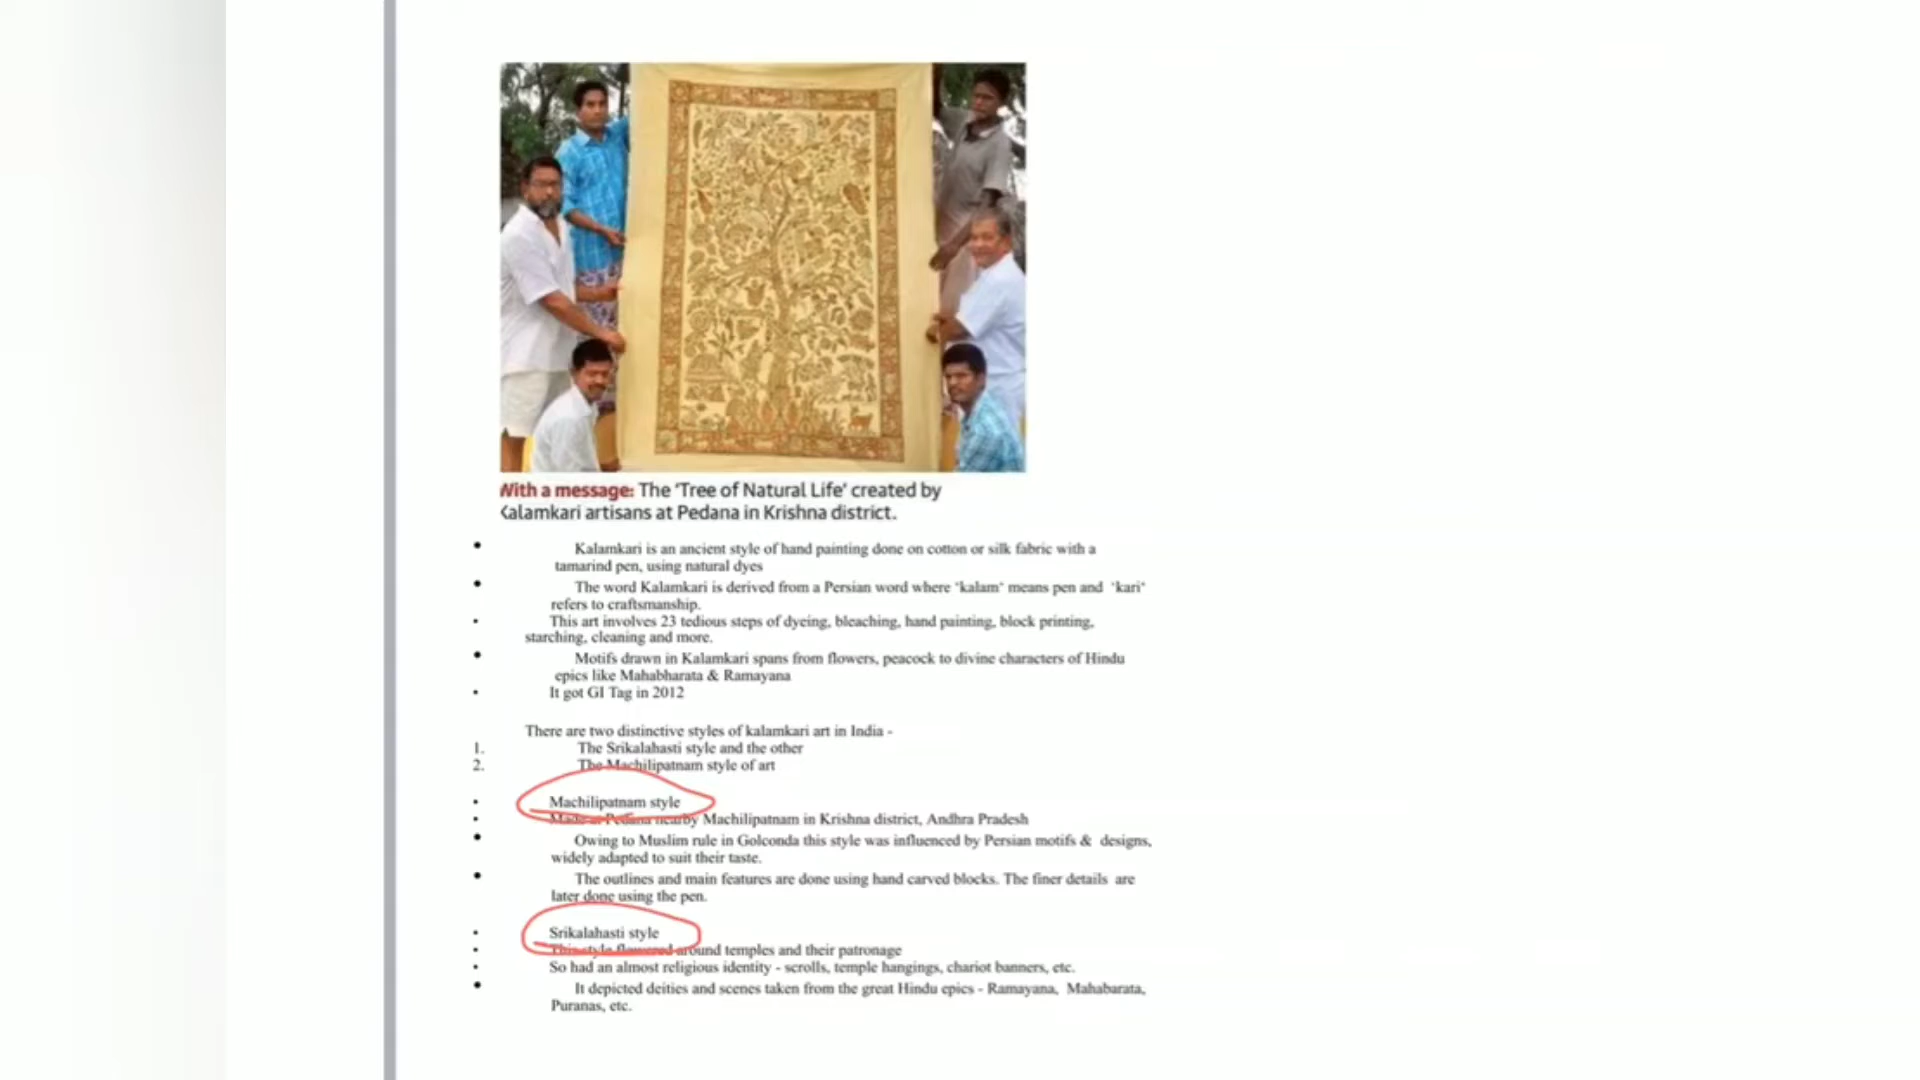 With a message: The 'Tree of Natural Life' created by
Kalamkari artisans at Pedana in Krishna district.
• Kalamkari is an ancient style of hand painting done on cotton or silk fabric with a
tamarind pen, using natural dyes
• The word Kalamkari is derived from a Persian word where 'kalam' means pen and 'kari'
refers to craftsmanship.
• This art involves 23 tedious steps of dyeing, bleaching, hand painting, block printing,
starching, cleaning and more.
• Motifs drawn in Kalamkari spans from flowers, peacock to divine characters of Hindu
epics like Mahabharata & Ramayana
• It got GI Tag in 2012
There are two distinctive styles of kalamkari art in India -
1. The Srikalahasti style and the other
2. The Machilipatnam style of art
• Machilipatnam style
• Made at Pedana nearby Machilipatnam in Krishna district, Andhra Pradesh
• Owing to Muslim rule in Golconda this style was influenced by Persian motifs & designs,
widely adapted to suit their taste.
• The outlines and main features are done using hand carved blocks. The finer details are
later done using the pen.
• Srikalahasti style
• This style flowered around temples and their patronage
• So had an almost religious identity - scrolls, temple hangings, chariot banners, etc.
• It depicted deities and scenes taken from the great Hindu epics - Ramayana, Mahabarata,
Puranas, etc.